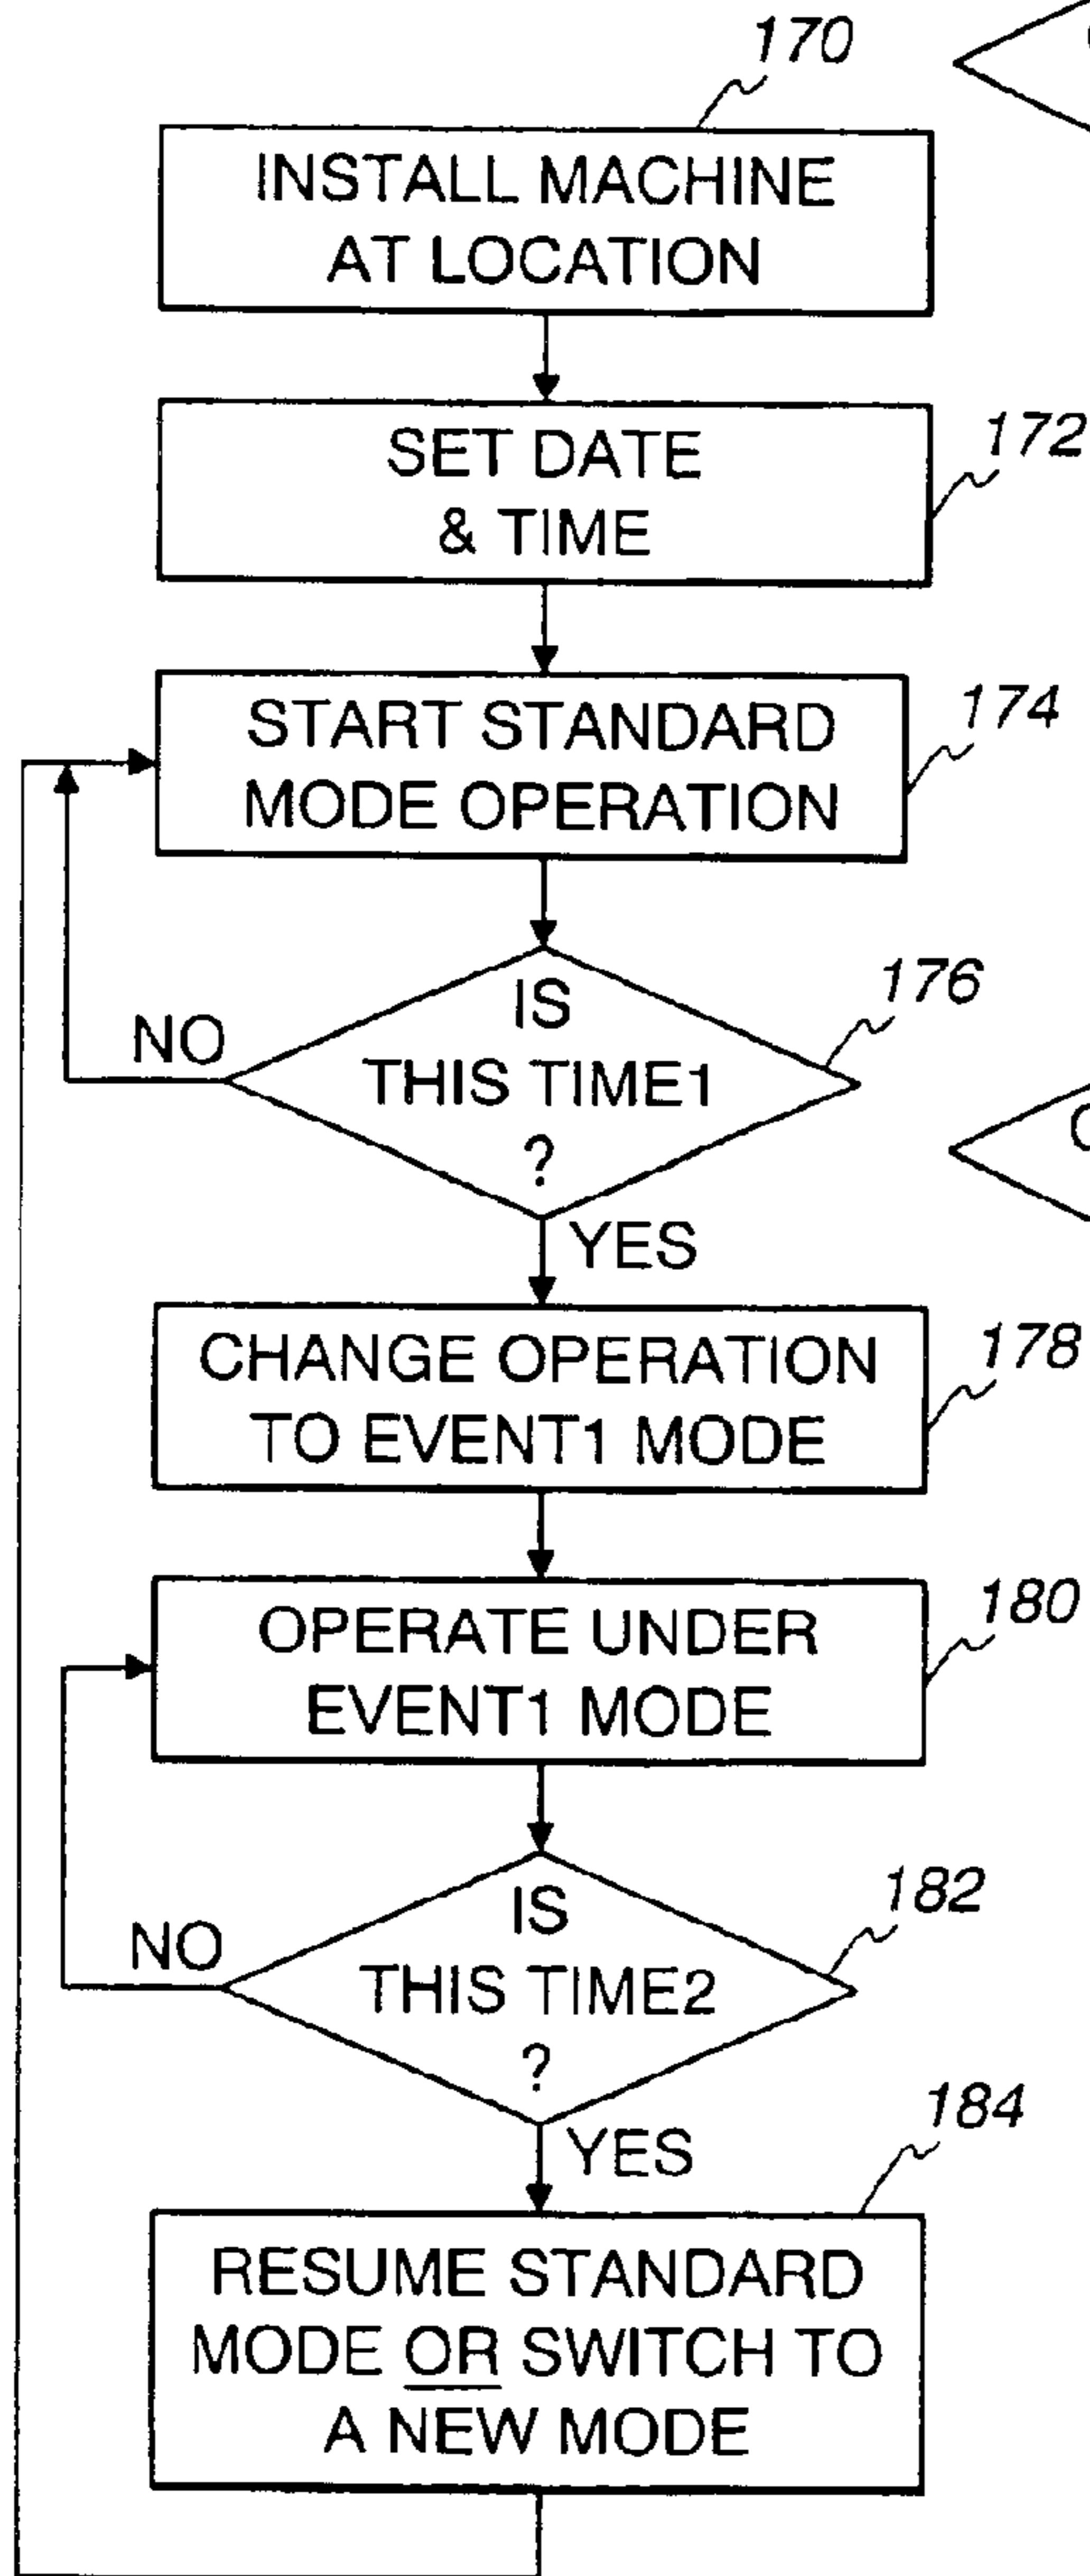 170
INSTALL MACHINE
AT LOCATION
172
SET DATE
& TIME
174
START STANDARD
MODE OPERATION
176
IS
THIS TIME1
?
NO
YES
178
CHANGE OPERATION
TO EVENT1 MODE
180
OPERATE UNDER
EVENT1 MODE
182
IS
THIS TIME2
?
NO
YES
184
RESUME STANDARD
MODE OR SWITCH TO
A NEW MODE